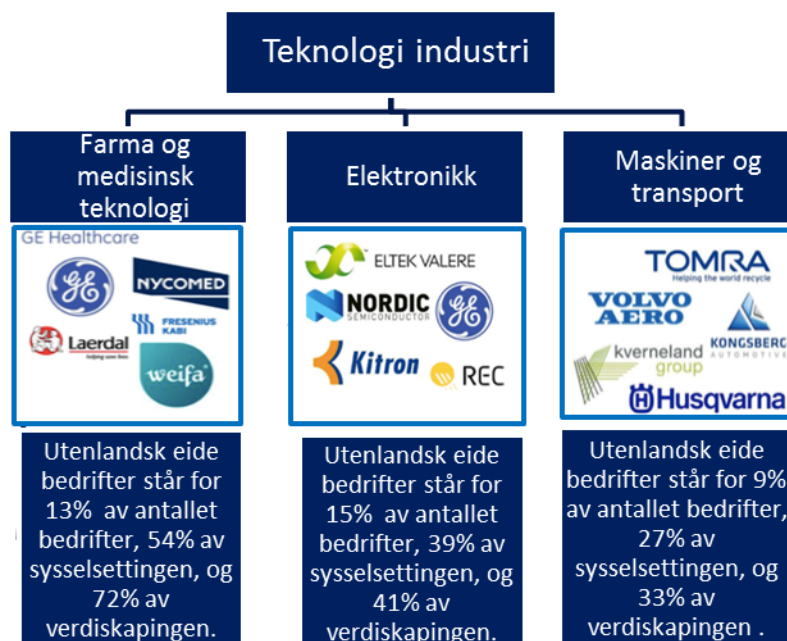 Teknologi industri
Farma og
medisinsk
teknologi
Elektronikk
Maskiner og
transport
GE Healthcare
GE
NYCOMED
FRESENIUS
KABI
Laerdal
helping save lives
weifa
ELTEK VALERE
NORDIC
SEMICONDUCTOR
GE
Kitron
REC
TOMRA
Helping the world recycle
VOLVO
AERO
KONGSBERG
AUTOMOTIVE
kverneland
group
Husqvarna
Utenlandsk eide
bedrifter står for
13% av antallet
bedrifter, 54% av
sysselsettingen, og
72% av
verdiskapingen.
Utenlandsk eide
bedrifter står for
15% av antallet
bedrifter, 39% av
sysselsettingen, og
41% av
verdiskapingen.
Utenlandsk eide
bedrifter står for 9%
av antallet bedrifter,
27% av
sysselsettingen, og
33% av
verdiskapingen .